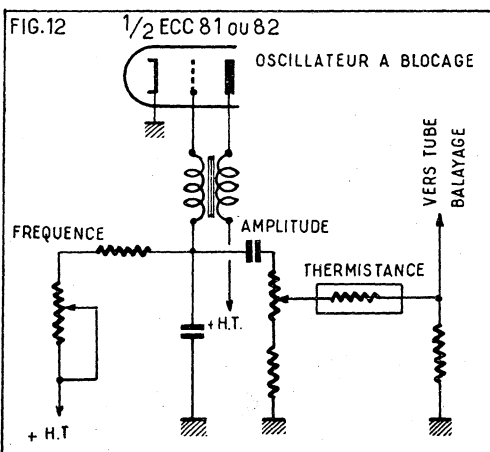 FIG.12
1/2 ECC 81 OU 82
OSCILLATEUR A BLOCAGE
VERS TUBE
BALAYAGE
FREQUENCE
AMPLITUDE
THERMISTANCE
+ H.T.
+ H.T